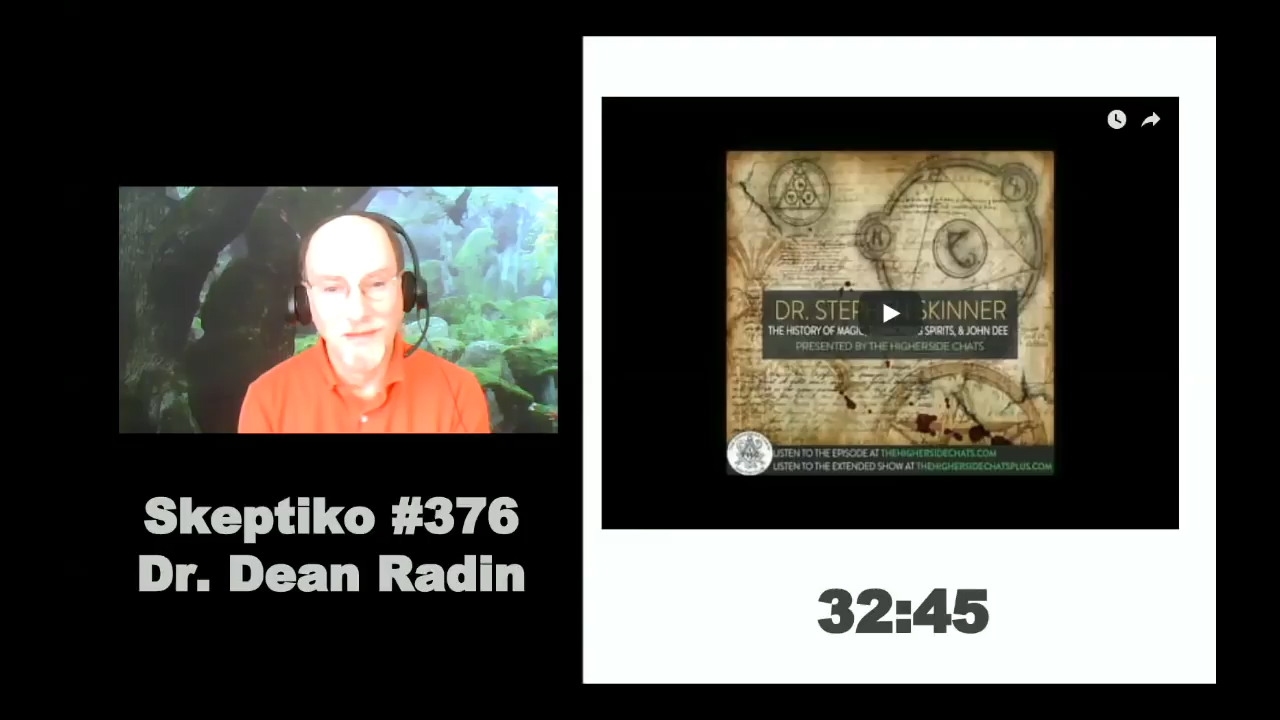 Skeptiko #376
Dr. Dean Radin
DR. SKINNER
THE HISTORY OF MAGIC, SPIRITS, & JOHN DEE
PRESENTED BY THE HIGHERSIDE CHATS
LISTEN TO THE EPISODE AT THEHIGHERSIDECHATS.COM
LISTEN TO THE EXTENDED SHOW AT THEHIGHERSIDECHATSPLUS.COM
32:45